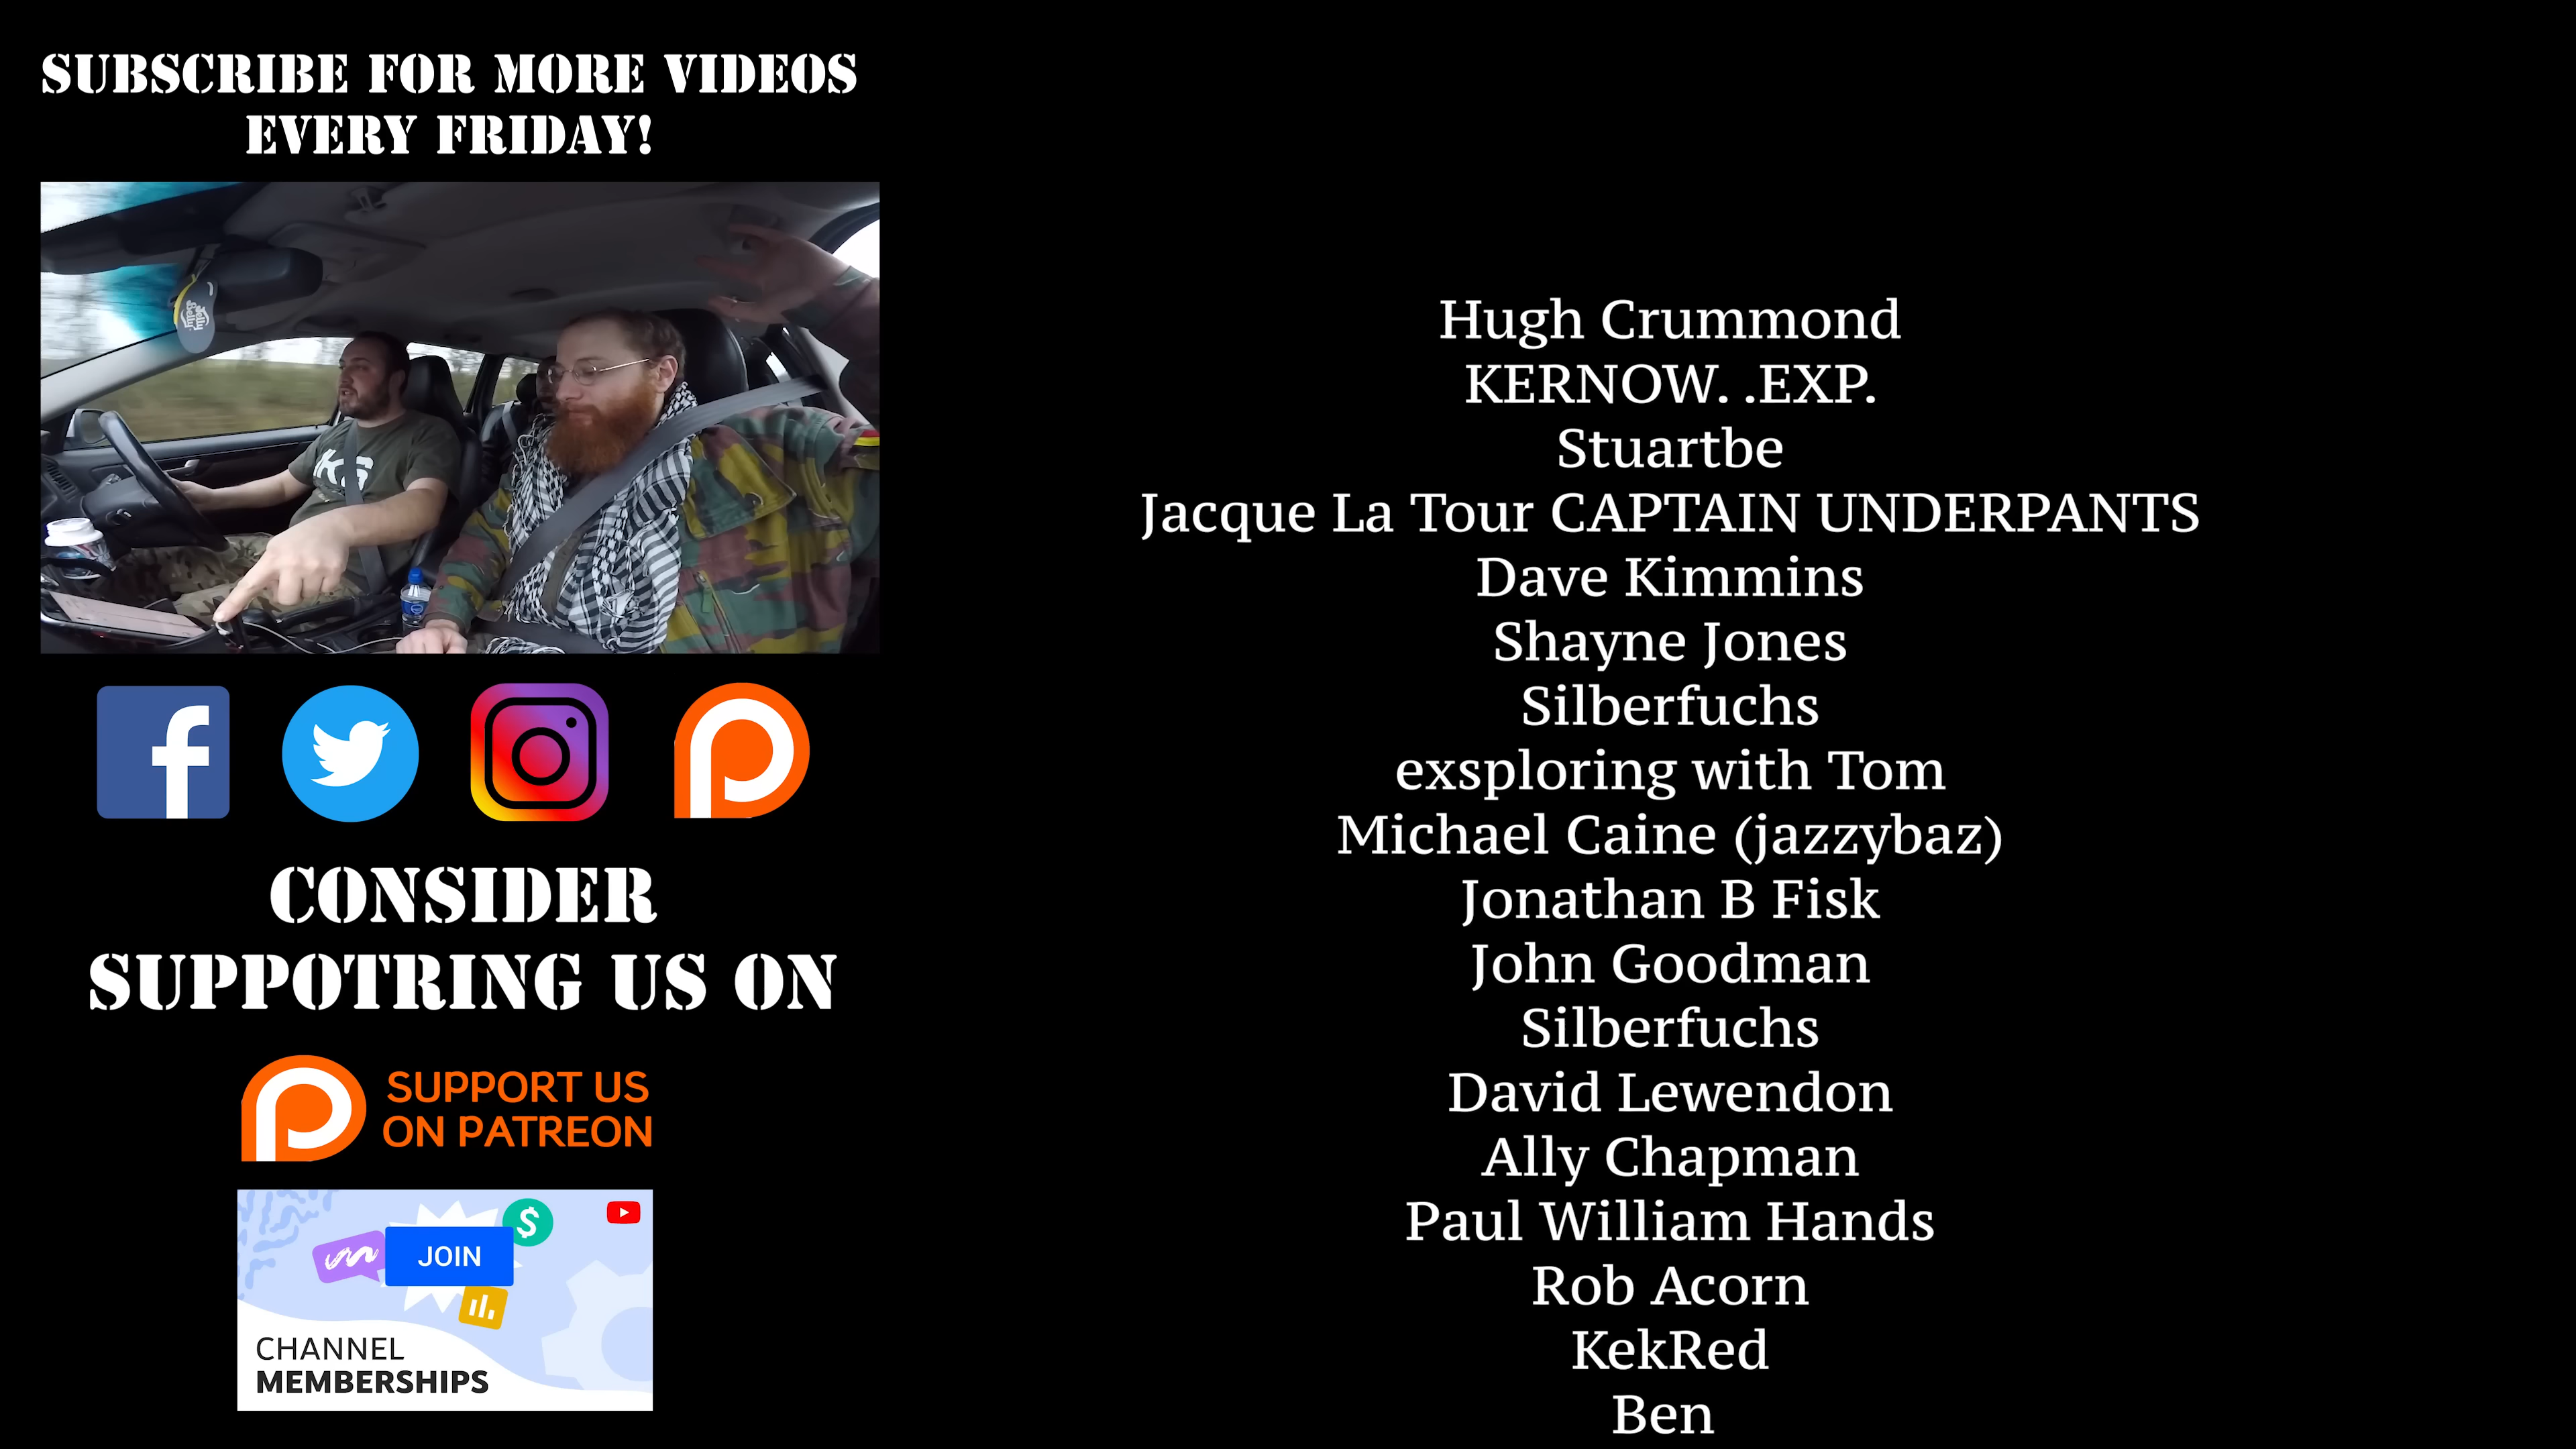 SUBSCRIBE FOR MORE VIDEOS
EVERY FRIDAY!
CONSIDER
SUPPOTRING US ON
SUPPORT US
ON PATREON
JOIN
CHANNEL
MEMBERSHIPS
Hugh Crummond
KERNOW. .EXP.
Stuartbe
Jacque La Tour CAPTAIN UNDERPANTS
Dave Kimmins
Shayne Jones
Silberfuchs
exsploring with Tom
Michael Caine (jazzybaz)
Jonathan B Fisk
John Goodman
Silberfuchs
David Lewendon
Ally Chapman
Paul William Hands
Rob Acorn
KekRed
Ben